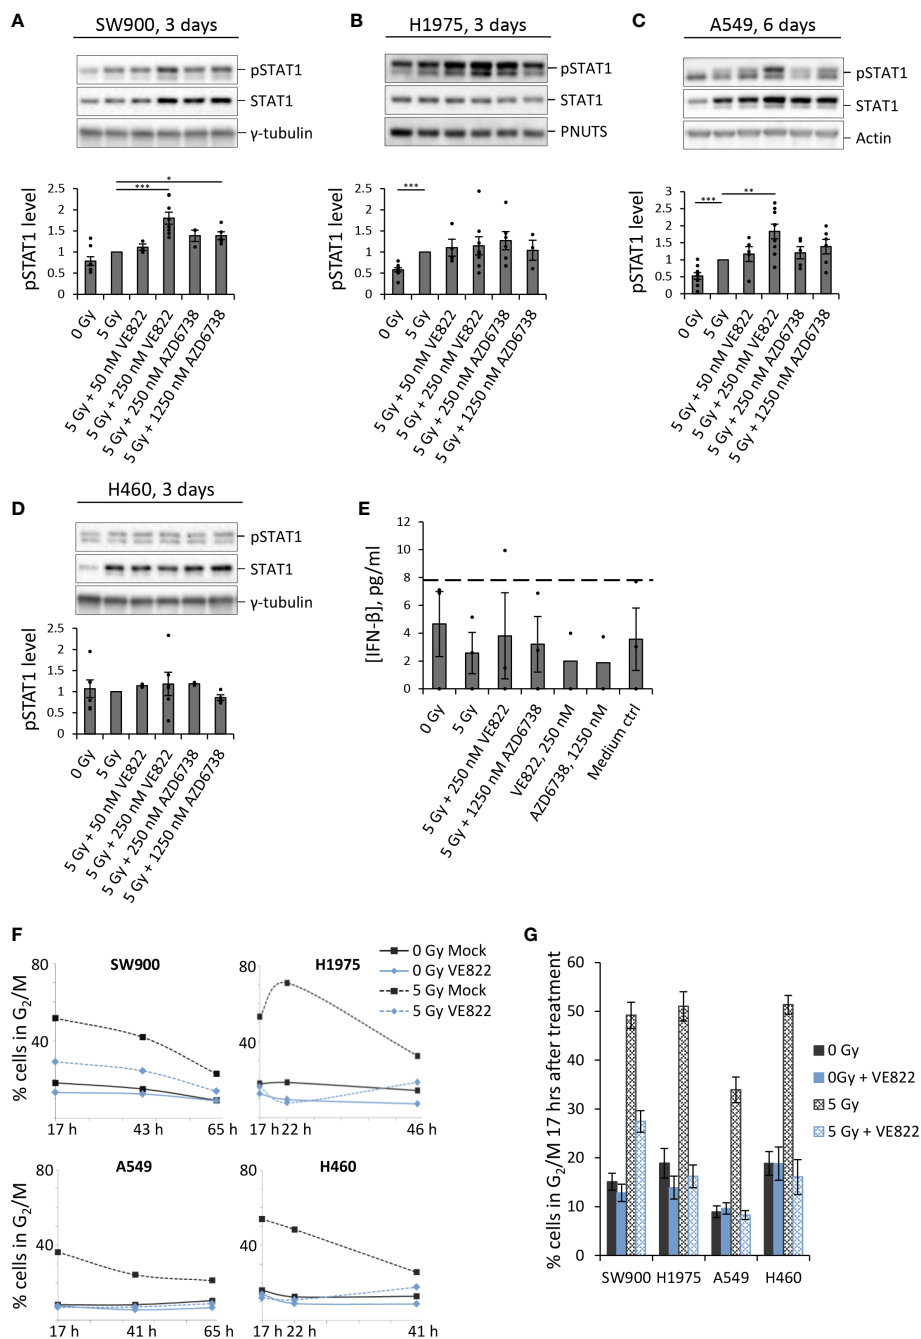 A
SW900, 3 days
pSTAT1
STAT1
γ-tubulin
pSTAT1 level
2.5
2
1.5
1
0.5
0
***
*
0 Gy
5 Gy
5 Gy + 50 nM VE822
5 Gy + 250 nM VE822
5 Gy + 250 nM AZD6738
5 Gy + 1250 nM AZD6738
B
H1975, 3 days
pSTAT1
STAT1
PNUTS
pSTAT1 level
2.5
2
1.5
1
0.5
0
***
0 Gy
5 Gy
5 Gy + 50 nM VE822
5 Gy + 250 nM VE822
5 Gy + 250 nM AZD6738
5 Gy + 1250 nM AZD6738
C
A549, 6 days
pSTAT1
STAT1
Actin
pSTAT1 level
3
2.5
2
1.5
1
0.5
0
***
**
0 Gy
5 Gy
5 Gy + 50 nM VE822
5 Gy + 250 nM VE822
5 Gy + 250 nM AZD6738
5 Gy + 1250 nM AZD6738
D
H460, 3 days
pSTAT1
STAT1
γ-tubulin
pSTAT1 level
2.5
2
1.5
1
0.5
0
0 Gy
5 Gy
5 Gy + 50 nM VE822
5 Gy + 250 nM VE822
5 Gy + 250 nM AZD6738
5 Gy + 1250 nM AZD6738
E
[IFN-β], pg/ml
12
10
8
6
4
2
0
0 Gy
5 Gy
5 Gy + 250 nM VE822
5 Gy + 1250 nM AZD6738
VE822, 250 nM
AZD6738, 1250 nM
Medium ctrl
F
% cells in G2/M
80
40
SW900
17 h
43 h
65 h
80
40
H1975
17 h
22 h
46 h
0 Gy Mock
0 Gy VE822
5 Gy Mock
5 Gy VE822
% cells in G2/M
80
40
A549
17 h
41 h
65 h
80
40
H460
17 h
22 h
41 h
G
% cells in G2/M 17 hrs after treatment
60
50
40
30
20
10
0
SW900
H1975
A549
H460
0 Gy
0Gy + VE822
5 Gy
5 Gy + VE822